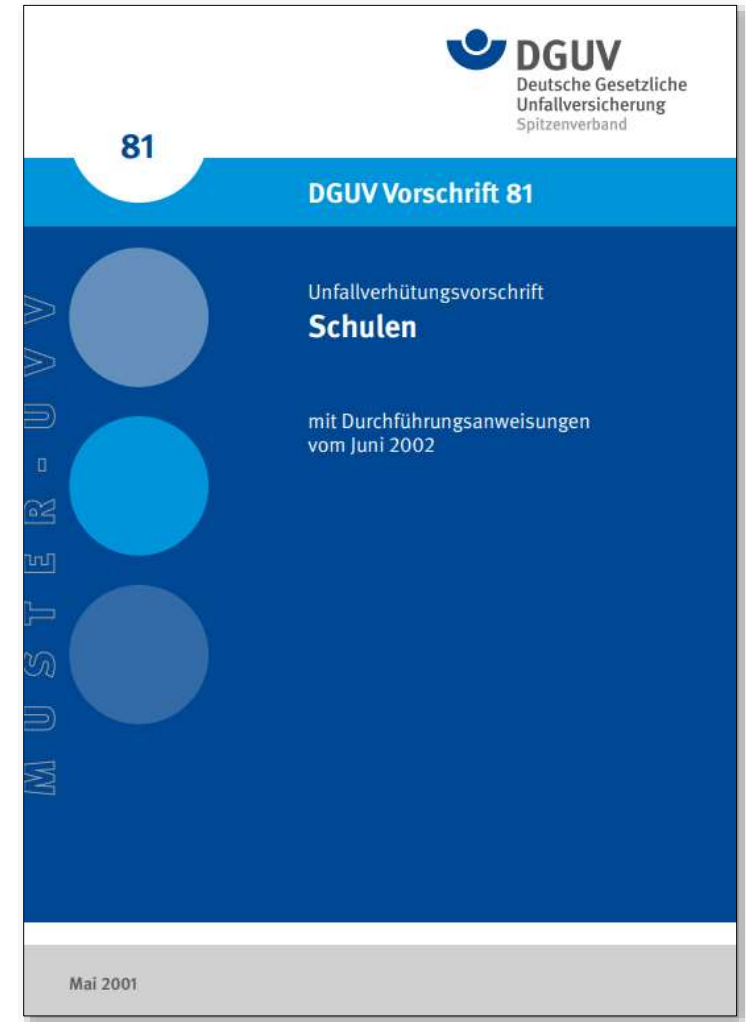 DGUV
Deutsche Gesetzliche
Unfallversicherung
Spitzenverband
81
DGUV Vorschrift 81
Unfallverhütungsvorschrift
Schulen
mit Durchführungsanweisungen
vom Juni 2002
MUSTER-UVV
Mai 2001